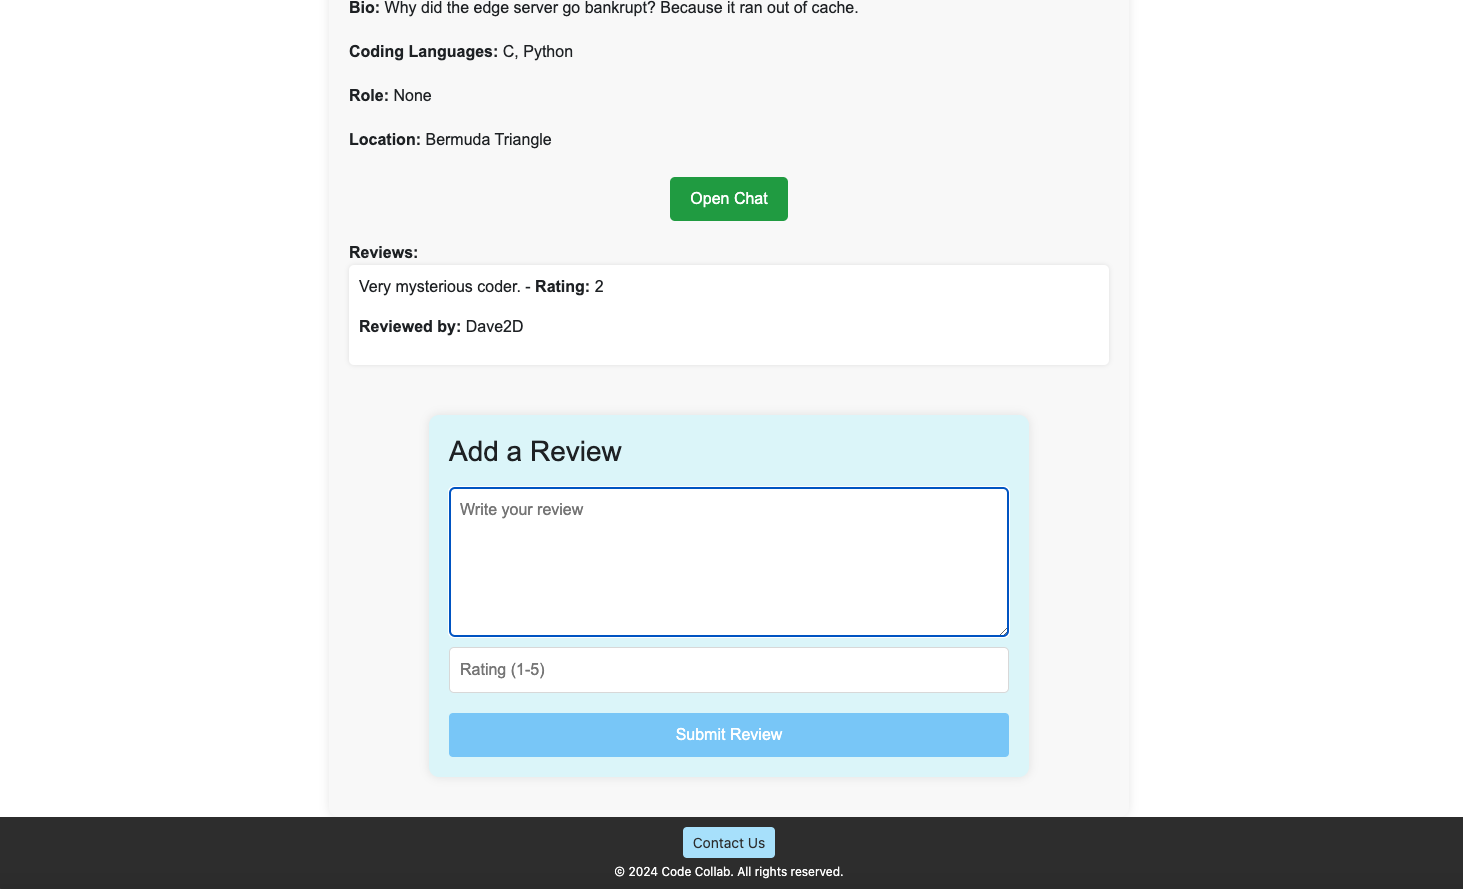 Bio: Why did the edge server go bankrupt? Because it ran out of cache.
Coding Languages: C, Python
Role: None
Location: Bermuda Triangle
Open Chat
Reviews:
Very mysterious coder. - Rating: 2
Reviewed by: Dave2D
Add a Review
Write your review
Rating (1-5)
Submit Review
Contact Us
© 2024 Code Collab. All rights reserved.